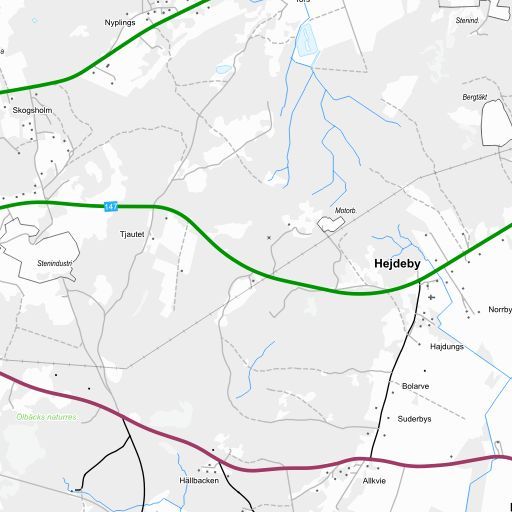 Nyplings
Stenind.
Skogsholm
Bergtäkt
147
Motorb.
Tjautet
Stenindustri
Hejdeby
Norrby
Hajdungs
Bolarve
Ölbäcks naturres.
Suderbys
Hällbacken
Allkvie